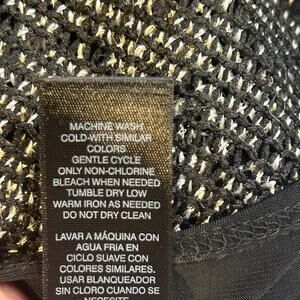 MACHINE WASH
COLD-WITH SIMILAR
COLORS
GENTLE CYCLE
ONLY NON-CHLORINE
BLEACH WHEN NEEDED
TUMBLE DRY LOW
WARM IRON AS NEEDED
DO NOT DRY CLEAN
LAVAR A MÁQUINA CON
AGUA FRIA EN
CICLO SUAVE CON
COLORES SIMILARES.
USAR BLANQUEADOR
SIN CLORO CUANDO SE
NECESITE